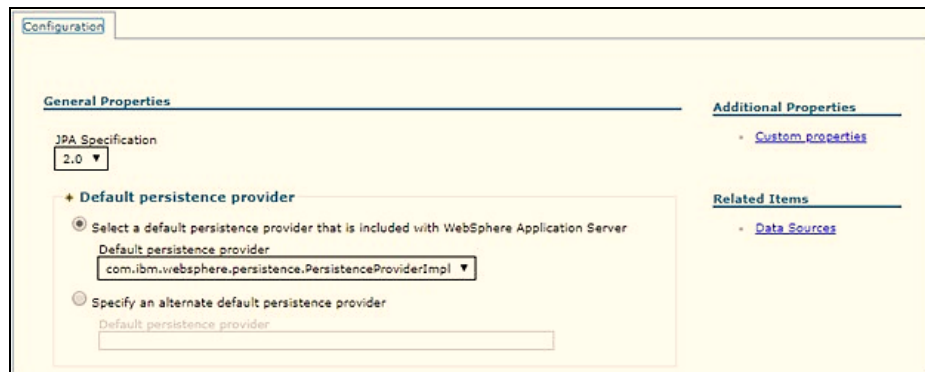 Configuration
General Properties
JPA Specification
2.0
Default persistence provider
Select a default persistence provider that is included with WebSphere Application Server
Default persistence provider
com.ibm.websphere.persistence.PersistenceProviderImpl
Specify an alternate default persistence provider
Default persistence provider
Additional Properties
Custom properties
Related Items
Data Sources